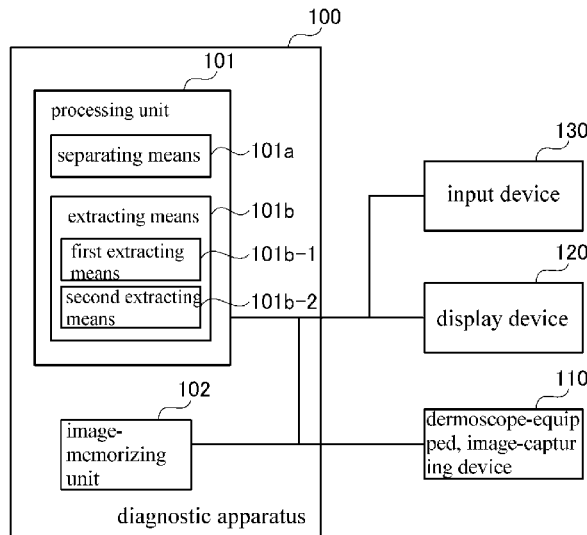 100
101
processing unit
separating means
101a
extracting means
101b
first extracting
means
101b-1
second extracting
means
101b-2
102
image-
memorizing
unit
diagnostic apparatus
130
input device
120
display device
110
dermoscope-equip
ped, image-captur
ing device